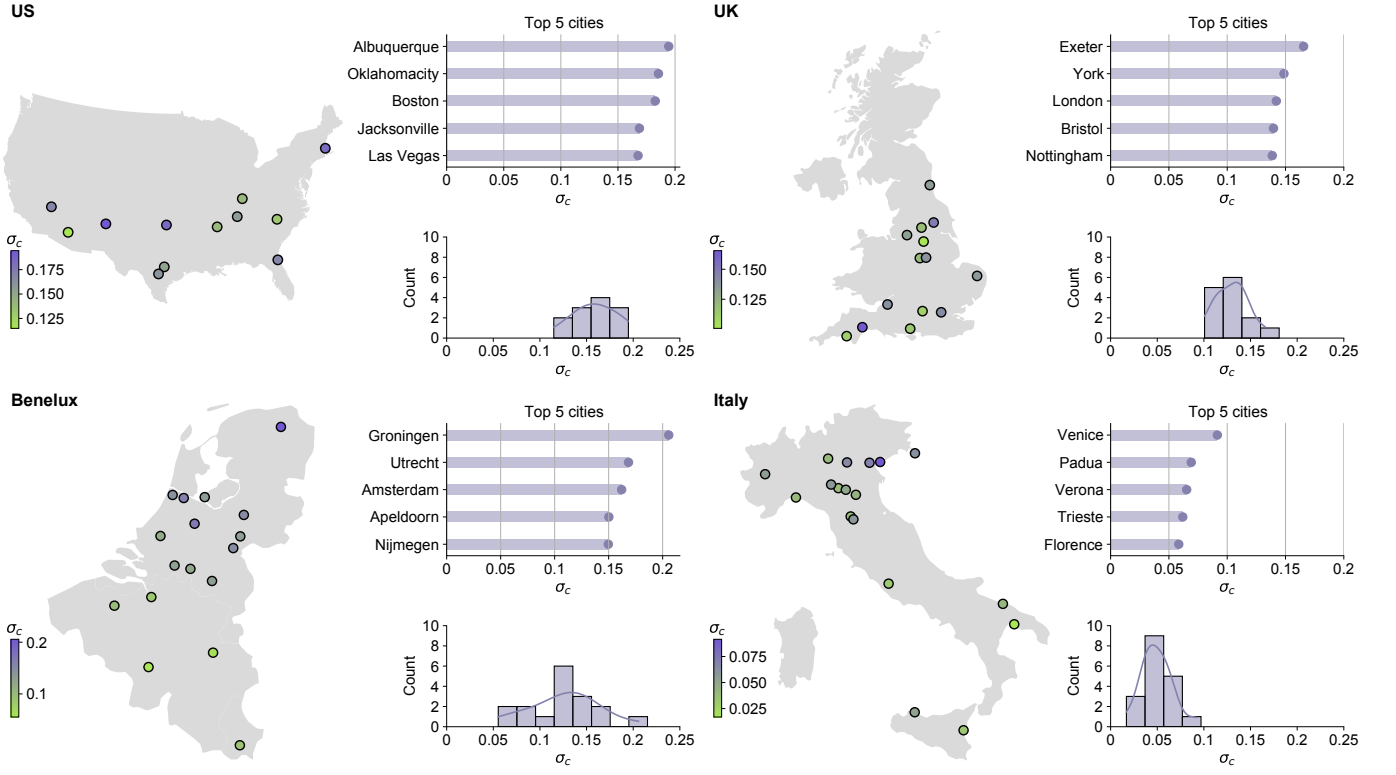 US
Top 5 cities
Albuquerque
Oklahomacity
Boston
Jacksonville
Las Vegas
0 0.05 0.1 0.15 0.2
σc
σc
0.175
0.150
0.125
Count
10
8
6
4
2
0
0 0.05 0.1 0.15 0.2 0.25
σc
UK
Top 5 cities
Exeter
York
London
Bristol
Nottingham
0 0.05 0.1 0.15 0.2
σc
σc
0.150
0.125
Count
10
8
6
4
2
0
0 0.05 0.1 0.15 0.2 0.25
σc
Benelux
Top 5 cities
Groningen
Utrecht
Amsterdam
Apeldoorn
Nijmegen
0 0.05 0.1 0.15 0.2
σc
σc
0.2
0.1
Count
10
8
6
4
2
0
0 0.05 0.1 0.15 0.2 0.25
σc
Italy
Top 5 cities
Venice
Padua
Verona
Trieste
Florence
0 0.05 0.1 0.15 0.2
σc
σc
0.075
0.050
0.025
Count
10
8
6
4
2
0
0 0.05 0.1 0.15 0.2 0.25
σc